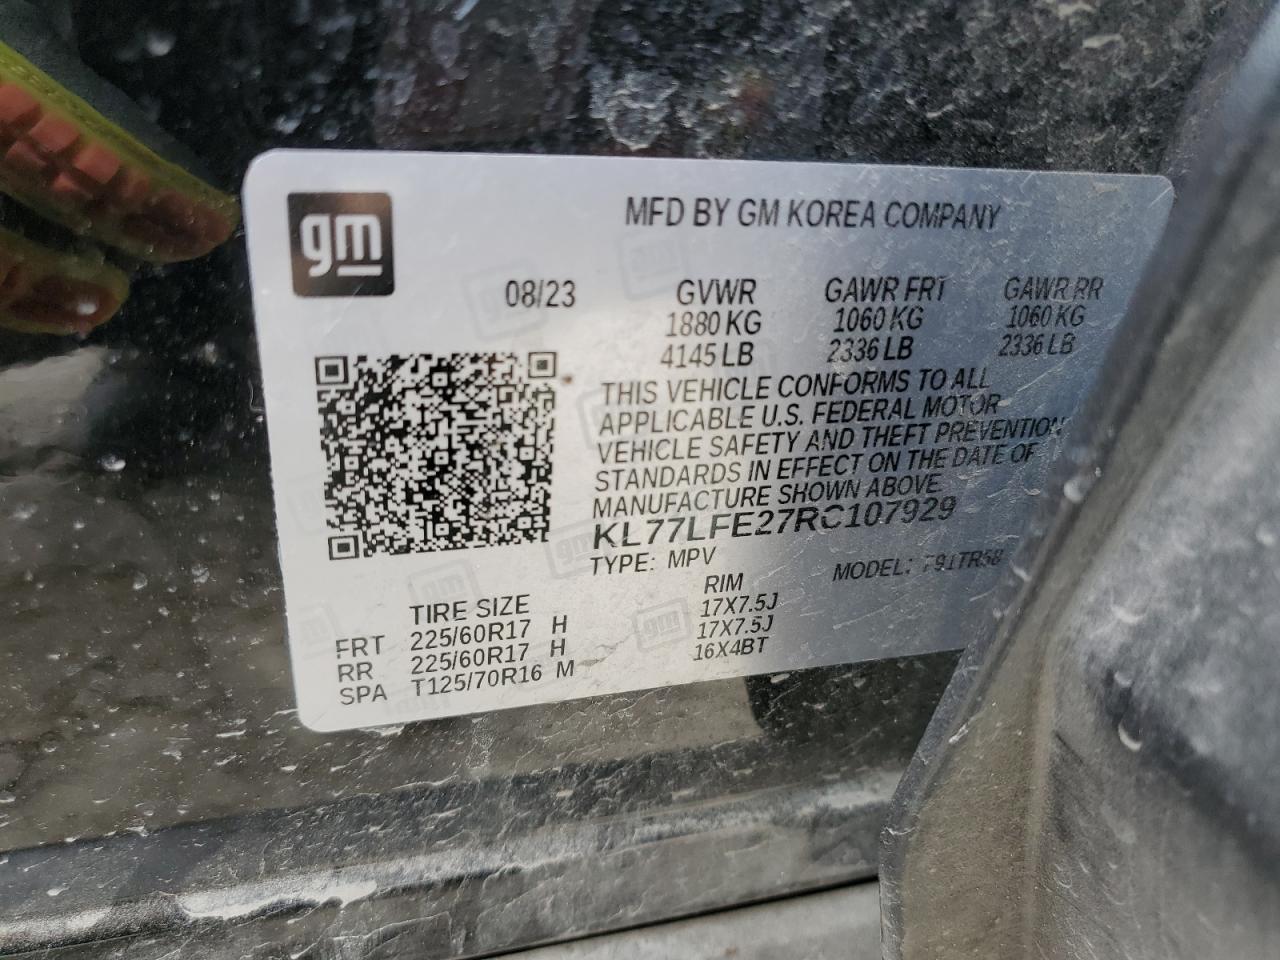 gm
MFD BY GM KOREA COMPANY
08/23 GVWR GAWR FRT GAWR RR
1880 KG 1060 KG 1060 KG
4145 LB 2336 LB 2336 LB
THIS VEHICLE CONFORMS TO ALL
APPLICABLE U.S. FEDERAL MOTOR
VEHICLE SAFETY AND THEFT PREVENTION
STANDARDS IN EFFECT ON THE DATE OF
MANUFACTURE SHOWN ABOVE
KL77LFE27RC107929
TYPE: MPV MODEL:
TIRE SIZE RIM
FRT 225/60R17 H 17X7.5J
RR 225/60R17 H 17X7.5J
SPA T125/70R16 M 16X4BT